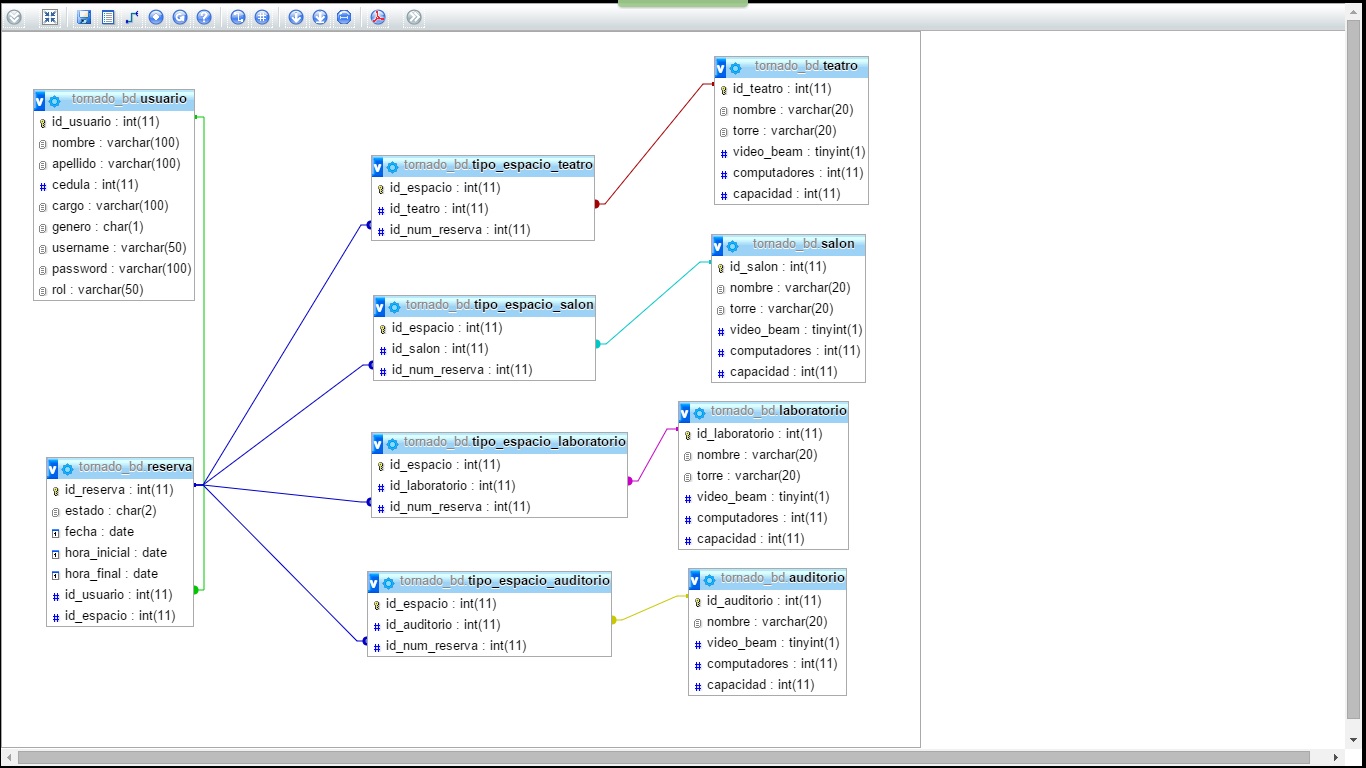 tornado_bd.usuario
id_usuario : int(11)
nombre : varchar(100)
apellido : varchar(100)
cedula : int(11)
cargo : varchar(100)
genero : char(1)
username : varchar(50)
password : varchar(100)
rol : varchar(50)
tornado_bd.reserva
id_reserva : int(11)
estado : char(2)
fecha : date
hora_inicial : date
hora_final : date
id_usuario : int(11)
id_espacio : int(11)
tornado_bd.tipo_espacio_teatro
id_espacio : int(11)
id_teatro : int(11)
id_num_reserva : int(11)
tornado_bd.tipo_espacio_salon
id_espacio : int(11)
id_salon : int(11)
id_num_reserva : int(11)
tornado_bd.tipo_espacio_laboratorio
id_espacio : int(11)
id_laboratorio : int(11)
id_num_reserva : int(11)
tornado_bd.tipo_espacio_auditorio
id_espacio : int(11)
id_auditorio : int(11)
id_num_reserva : int(11)
tornado_bd.teatro
id_teatro : int(11)
nombre : varchar(20)
torre : varchar(20)
video_beam : tinyint(1)
computadores : int(11)
capacidad : int(11)
tornado_bd.salon
id_salon : int(11)
nombre : varchar(20)
torre : varchar(20)
video_beam : tinyint(1)
computadores : int(11)
capacidad : int(11)
tornado_bd.laboratorio
id_laboratorio : int(11)
nombre : varchar(20)
torre : varchar(20)
video_beam : tinyint(1)
computadores : int(11)
capacidad : int(11)
tornado_bd.auditorio
id_auditorio : int(11)
nombre : varchar(20)
video_beam : tinyint(1)
computadores : int(11)
capacidad : int(11)